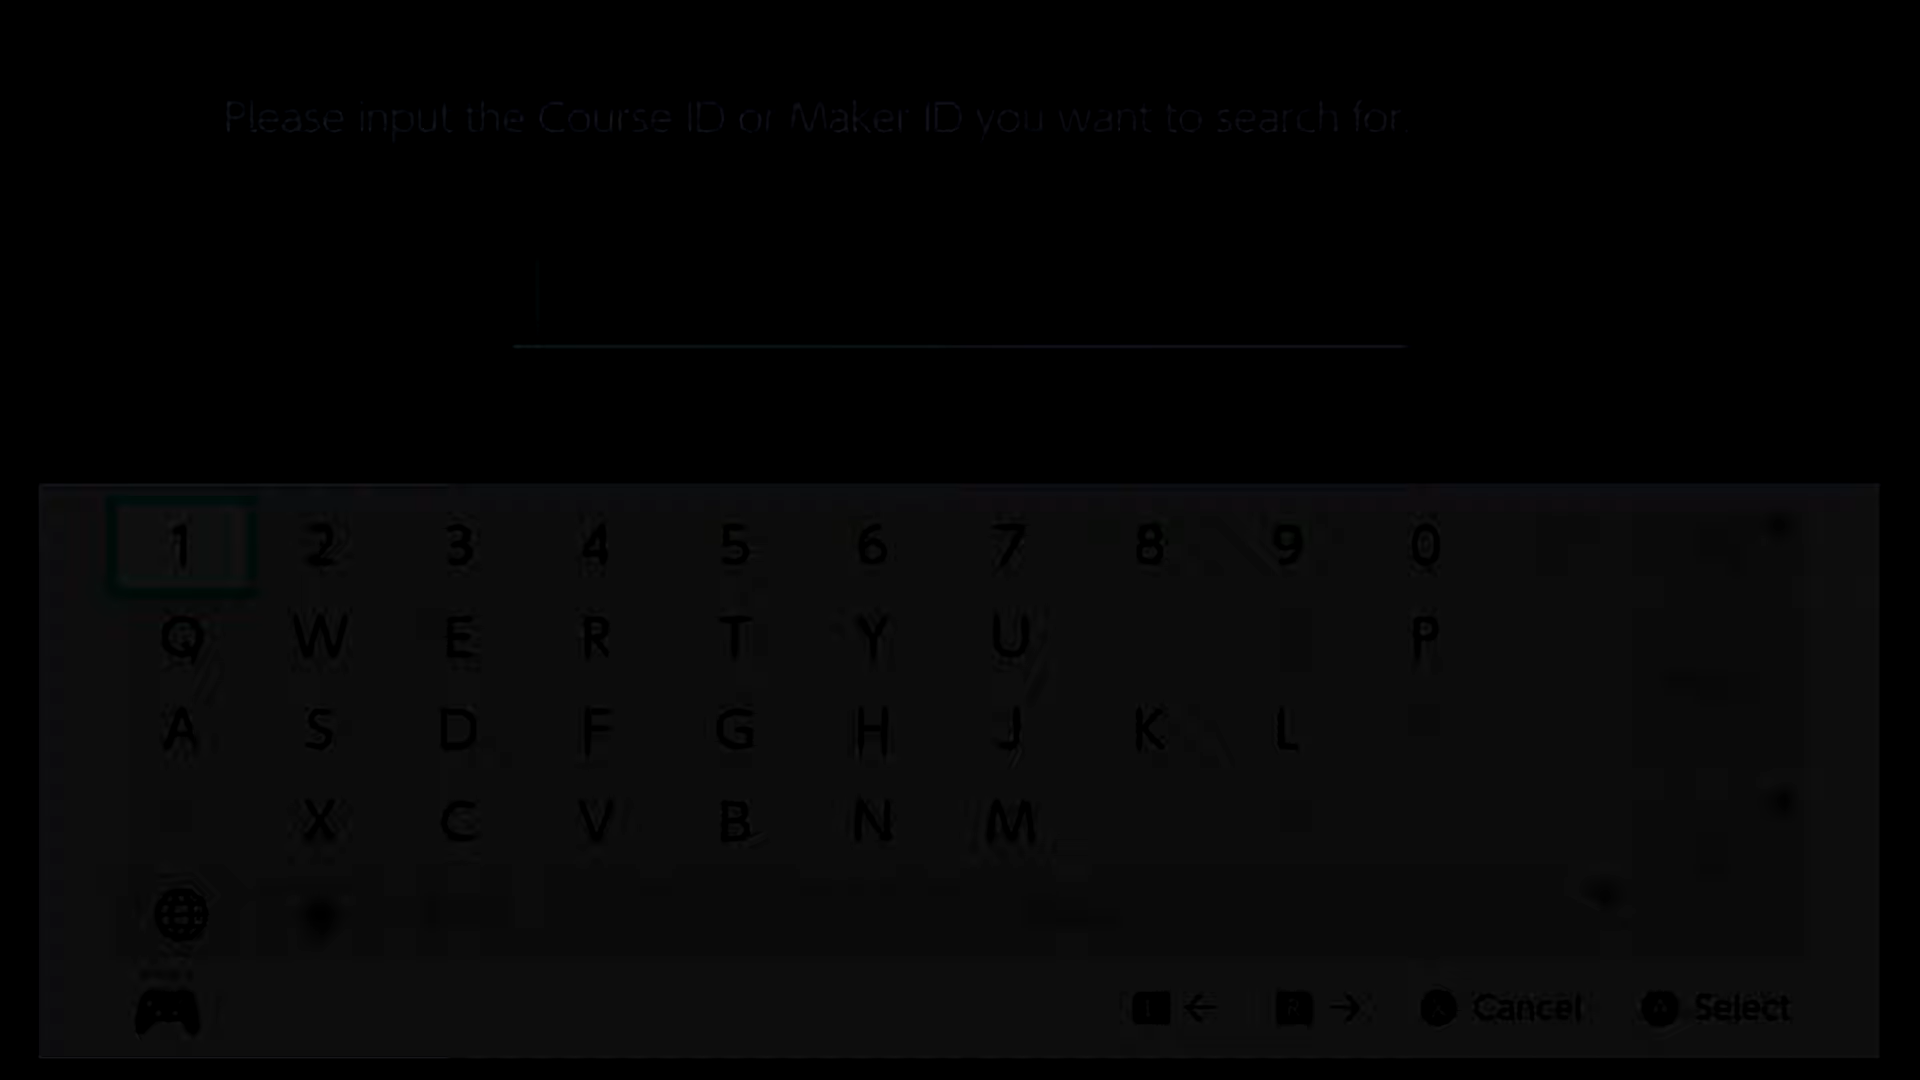 Please input the Course ID or Maker ID you want to search for.
1 2 3 4 5 6 7 8 9 0
Q W E R T Y U P
A S D F G H J K L
X C V B N M
← → Cancel Select